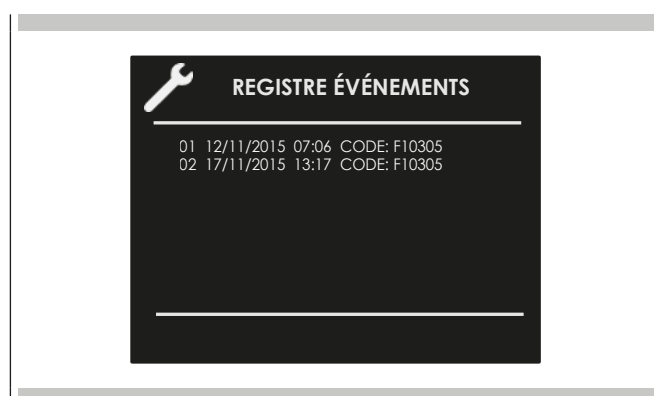 REGISTRE ÉVÉNEMENTS
01 12/11/2015 07:06 CODE: F10305
02 17/11/2015 13:17 CODE: F10305